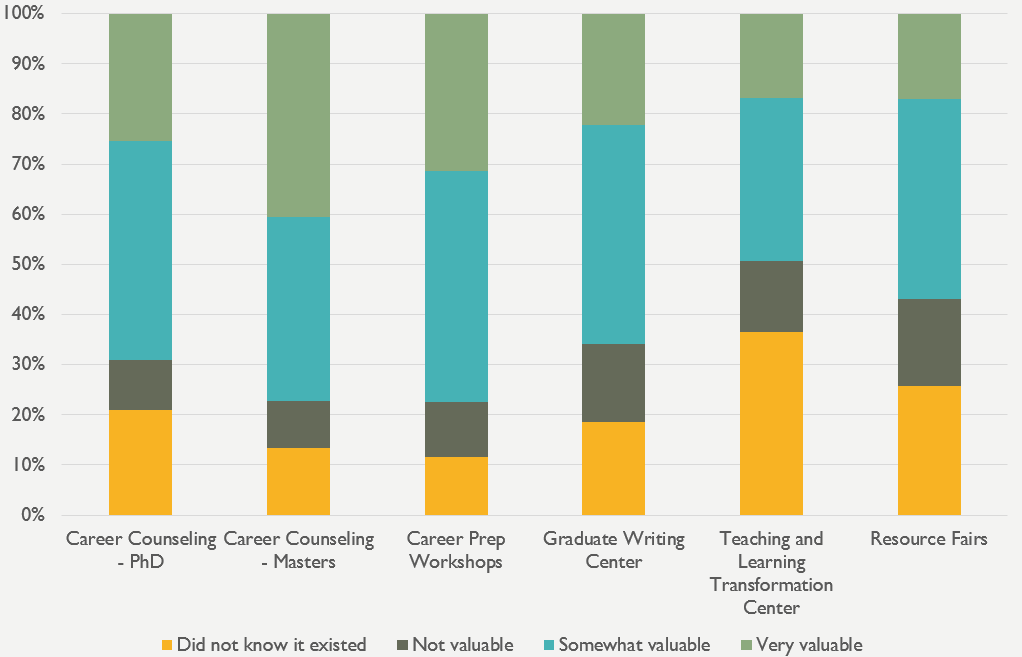 100%
90%
80%
70%
60%
50%
40%
30%
20%
10%
0%
Career Counseling
- PhD
Career Counseling
- Masters
Career Prep
Workshops
Graduate Writing
Center
Teaching and
Learning
Transformation
Center
Resource Fairs
Did not know it existed
Not valuable
Somewhat valuable
Very valuable